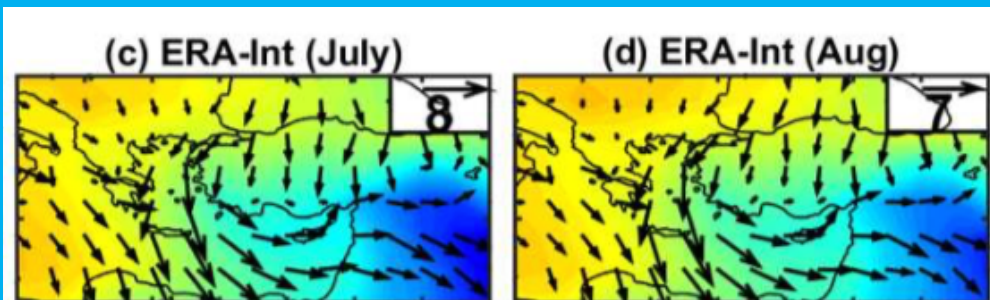 (c) ERA-Int (July)
(d) ERA-Int (Aug)
8
7